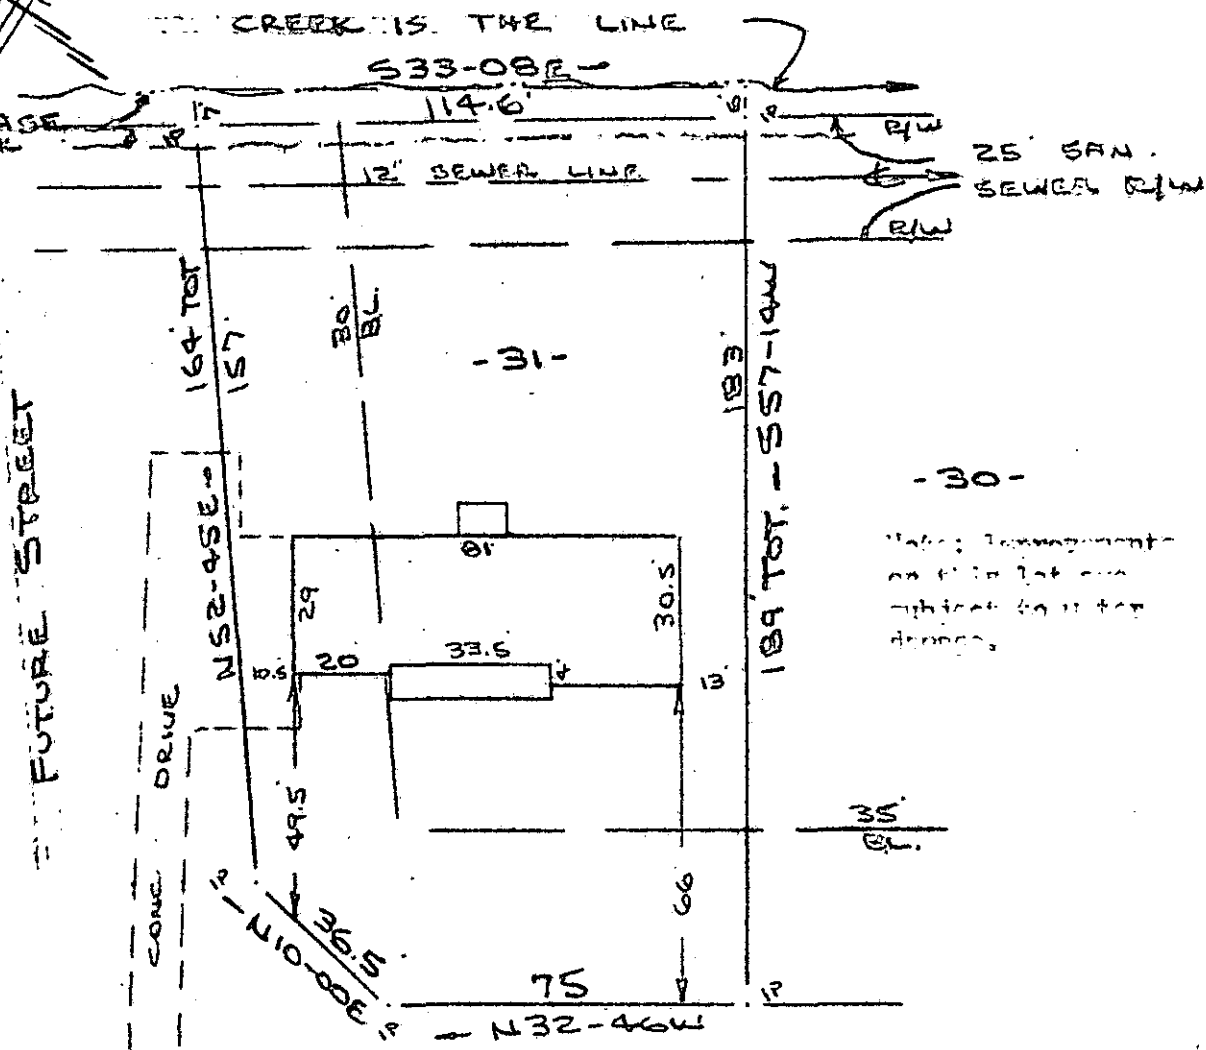 CREEK IS THE LINE
S33-08E
114.6'
17
IP
6'
IP
R/W
25' SAN.
SEWER R/W
12" SEWER LINE
R/W
164' TOT
157'
30'
BL.
-31-
183'
189' TOT. - S57-14W
-30-
FUTURE STREET
N52-45E
29
30.5
20
33.5
4
10.5
13'
CONC DRIVE
49.5
66
35'
BL.
IP
36.5
N10-00E
IP
75
IP
N32-46W